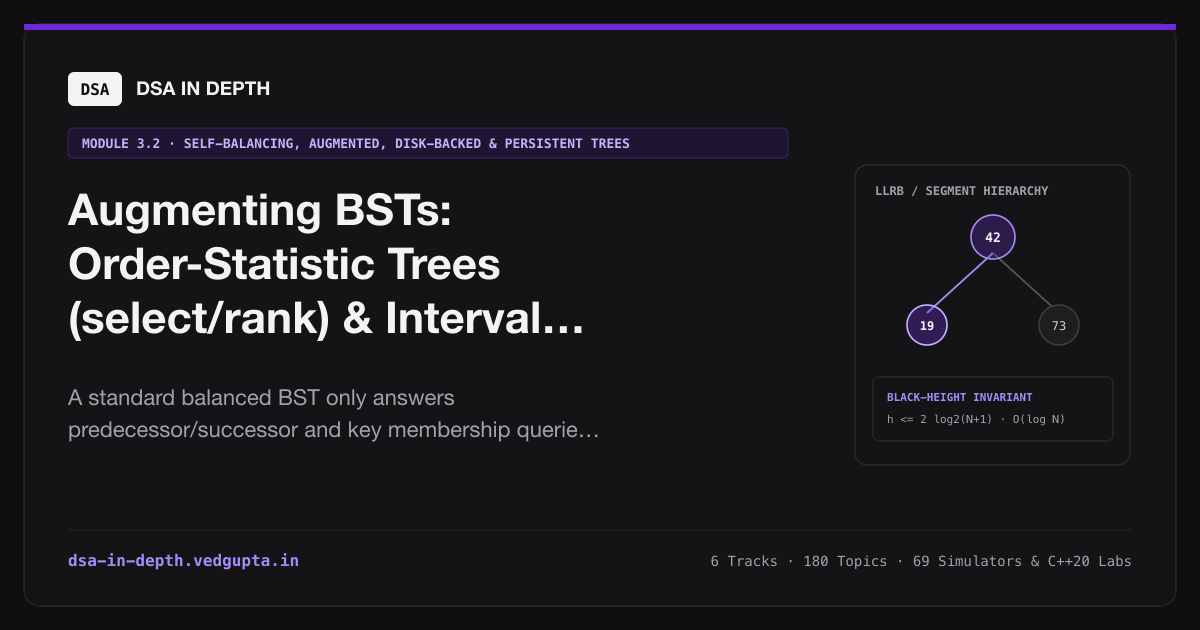 DSA
DSA IN DEPTH
MODULE 3.2 · SELF-BALANCING, AUGMENTED, DISK-BACKED & PERSISTENT TREES
Augmenting BSTs:
Order-Statistic Trees
(select/rank) & Interval…
A standard balanced BST only answers
predecessor/successor and key membership querie…
LLRB / SEGMENT HIERARCHY
42
19
73
BLACK-HEIGHT INVARIANT
h <= 2 log2(N+1) · O(log N)
dsa-in-depth.vedgupta.in
6 Tracks · 180 Topics · 69 Simulators & C++20 Labs